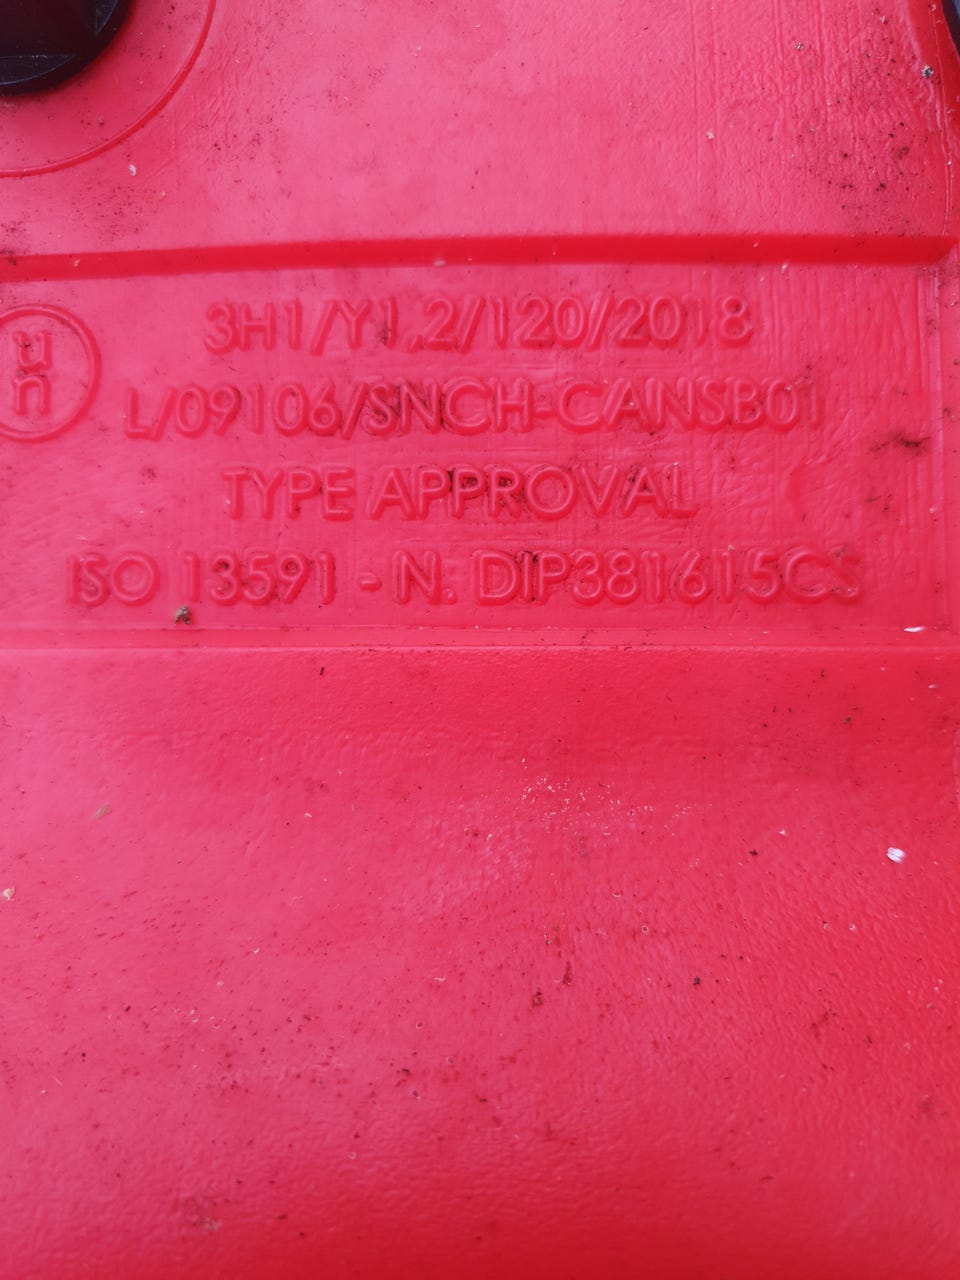 3H1/Y1,2/120/2018
un
L/09106/SNCH-CANSB01
TYPE APPROVAL
ISO 13591 - N. DIP381615CS